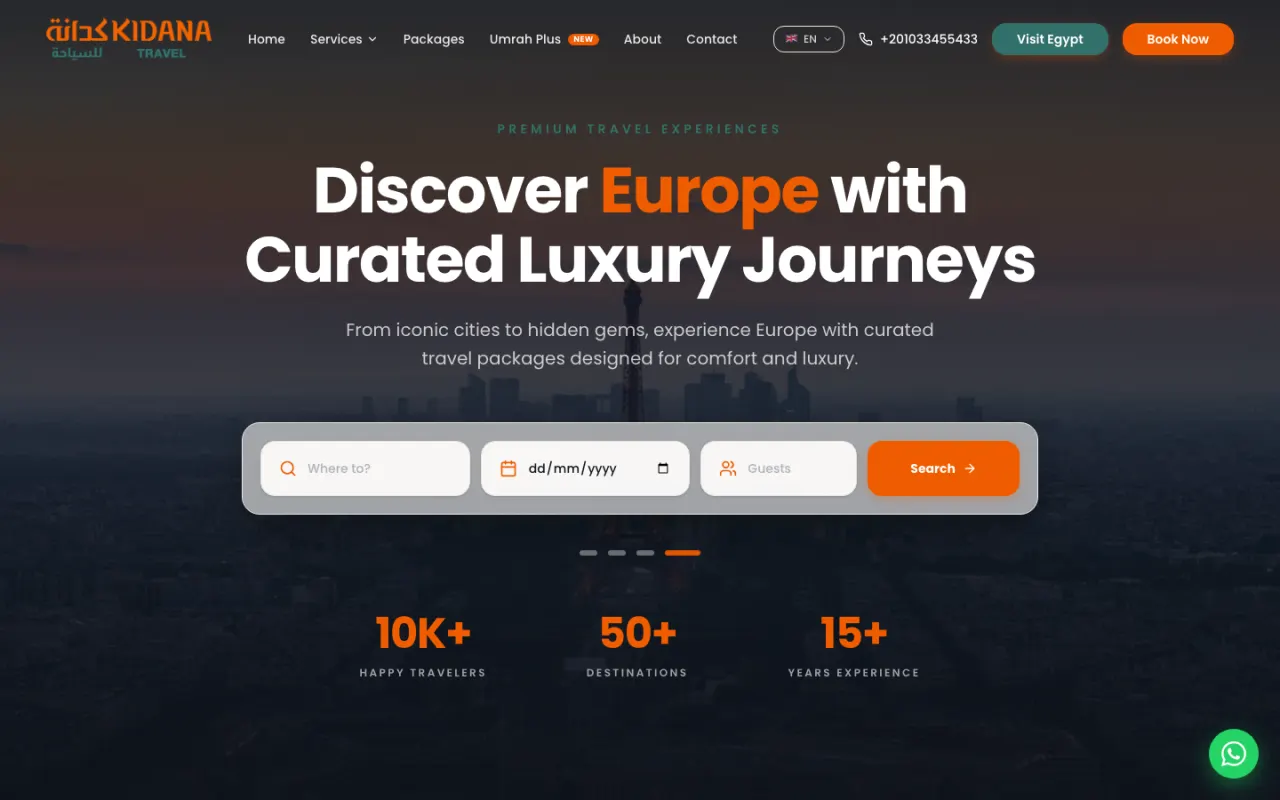 كدانة KIDANA
للسياحة TRAVEL
Home
Services
Packages
Umrah Plus NEW
About
Contact
EN
+201033455433
Visit Egypt
Book Now
PREMIUM TRAVEL EXPERIENCES
Discover Europe with
Curated Luxury Journeys
From iconic cities to hidden gems, experience Europe with curated
travel packages designed for comfort and luxury.
Where to?
dd/mm/yyyy
Guests
Search
10K+
HAPPY TRAVELERS
50+
DESTINATIONS
15+
YEARS EXPERIENCE